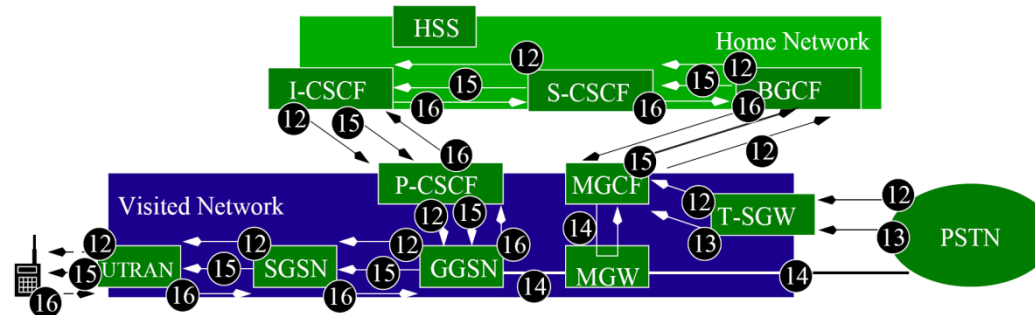 HSS
Home Network
12
12
15
15
I-CSCF
S-CSCF
BGCF
16
16
16
12
15
16
15
12
P-CSCF
MGCF
Visited Network
12
12
12
15
T-SGW
14
12
12
12
16
13
13
PSTN
15
UTRAN
15
SGSN
15
GGSN
MGW
14
14
16
16
16